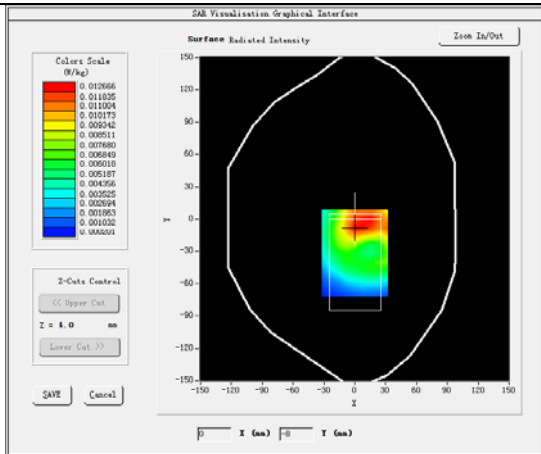 SAR Visualisation Graphical Interface
Surface Radiated Intensity
Zoom In/Out
Colors Scale
(W/kg)
0.012666
0.011835
0.011004
0.010173
0.009342
0.008511
0.007680
0.006849
0.006018
0.005187
0.004356
0.003525
0.002694
0.001863
0.001032
0.000201
150
120
90
60
30
0
-30
-60
-90
-120
-150
Y
-150 -120 -90 -60 -30 0 30 60 90 120 150
X
Z-Cuts Control
<< Upper Cut
Z = 4.0 mm
Lower Cut >>
SAVE Cancel
0 X (mm) -8 Y (mm)